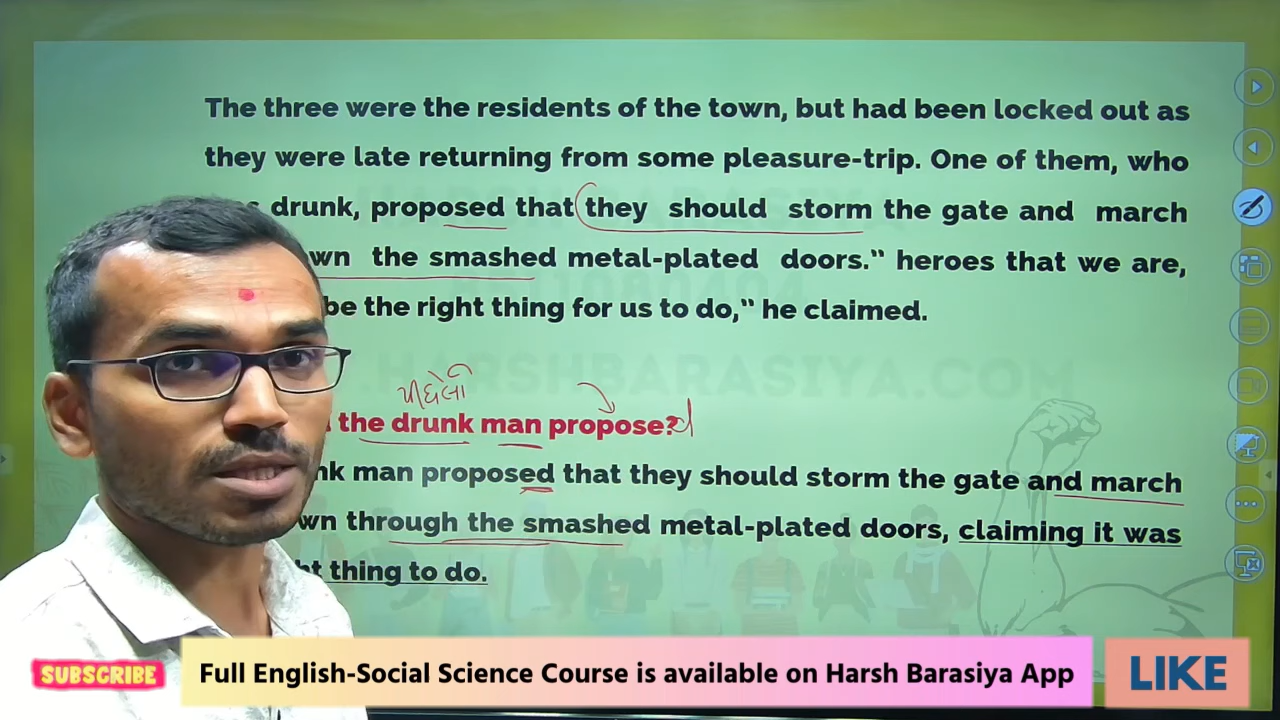 The three were the residents of the town, but had been locked out as
they were late returning from some pleasure-trip. One of them, who
drunk, proposed that they should storm the gate and march
the smashed metal-plated doors." heroes that we are,
be the right thing for us to do," he claimed.
.HARSHBARASIYA.COM
પીધેલી
the drunk man propose?d
man proposed that they should storm the gate and march
through the smashed metal-plated doors, claiming it was
thing to do.
SUBSCRIBE
Full English-Social Science Course is available on Harsh Barasiya App
LIKE